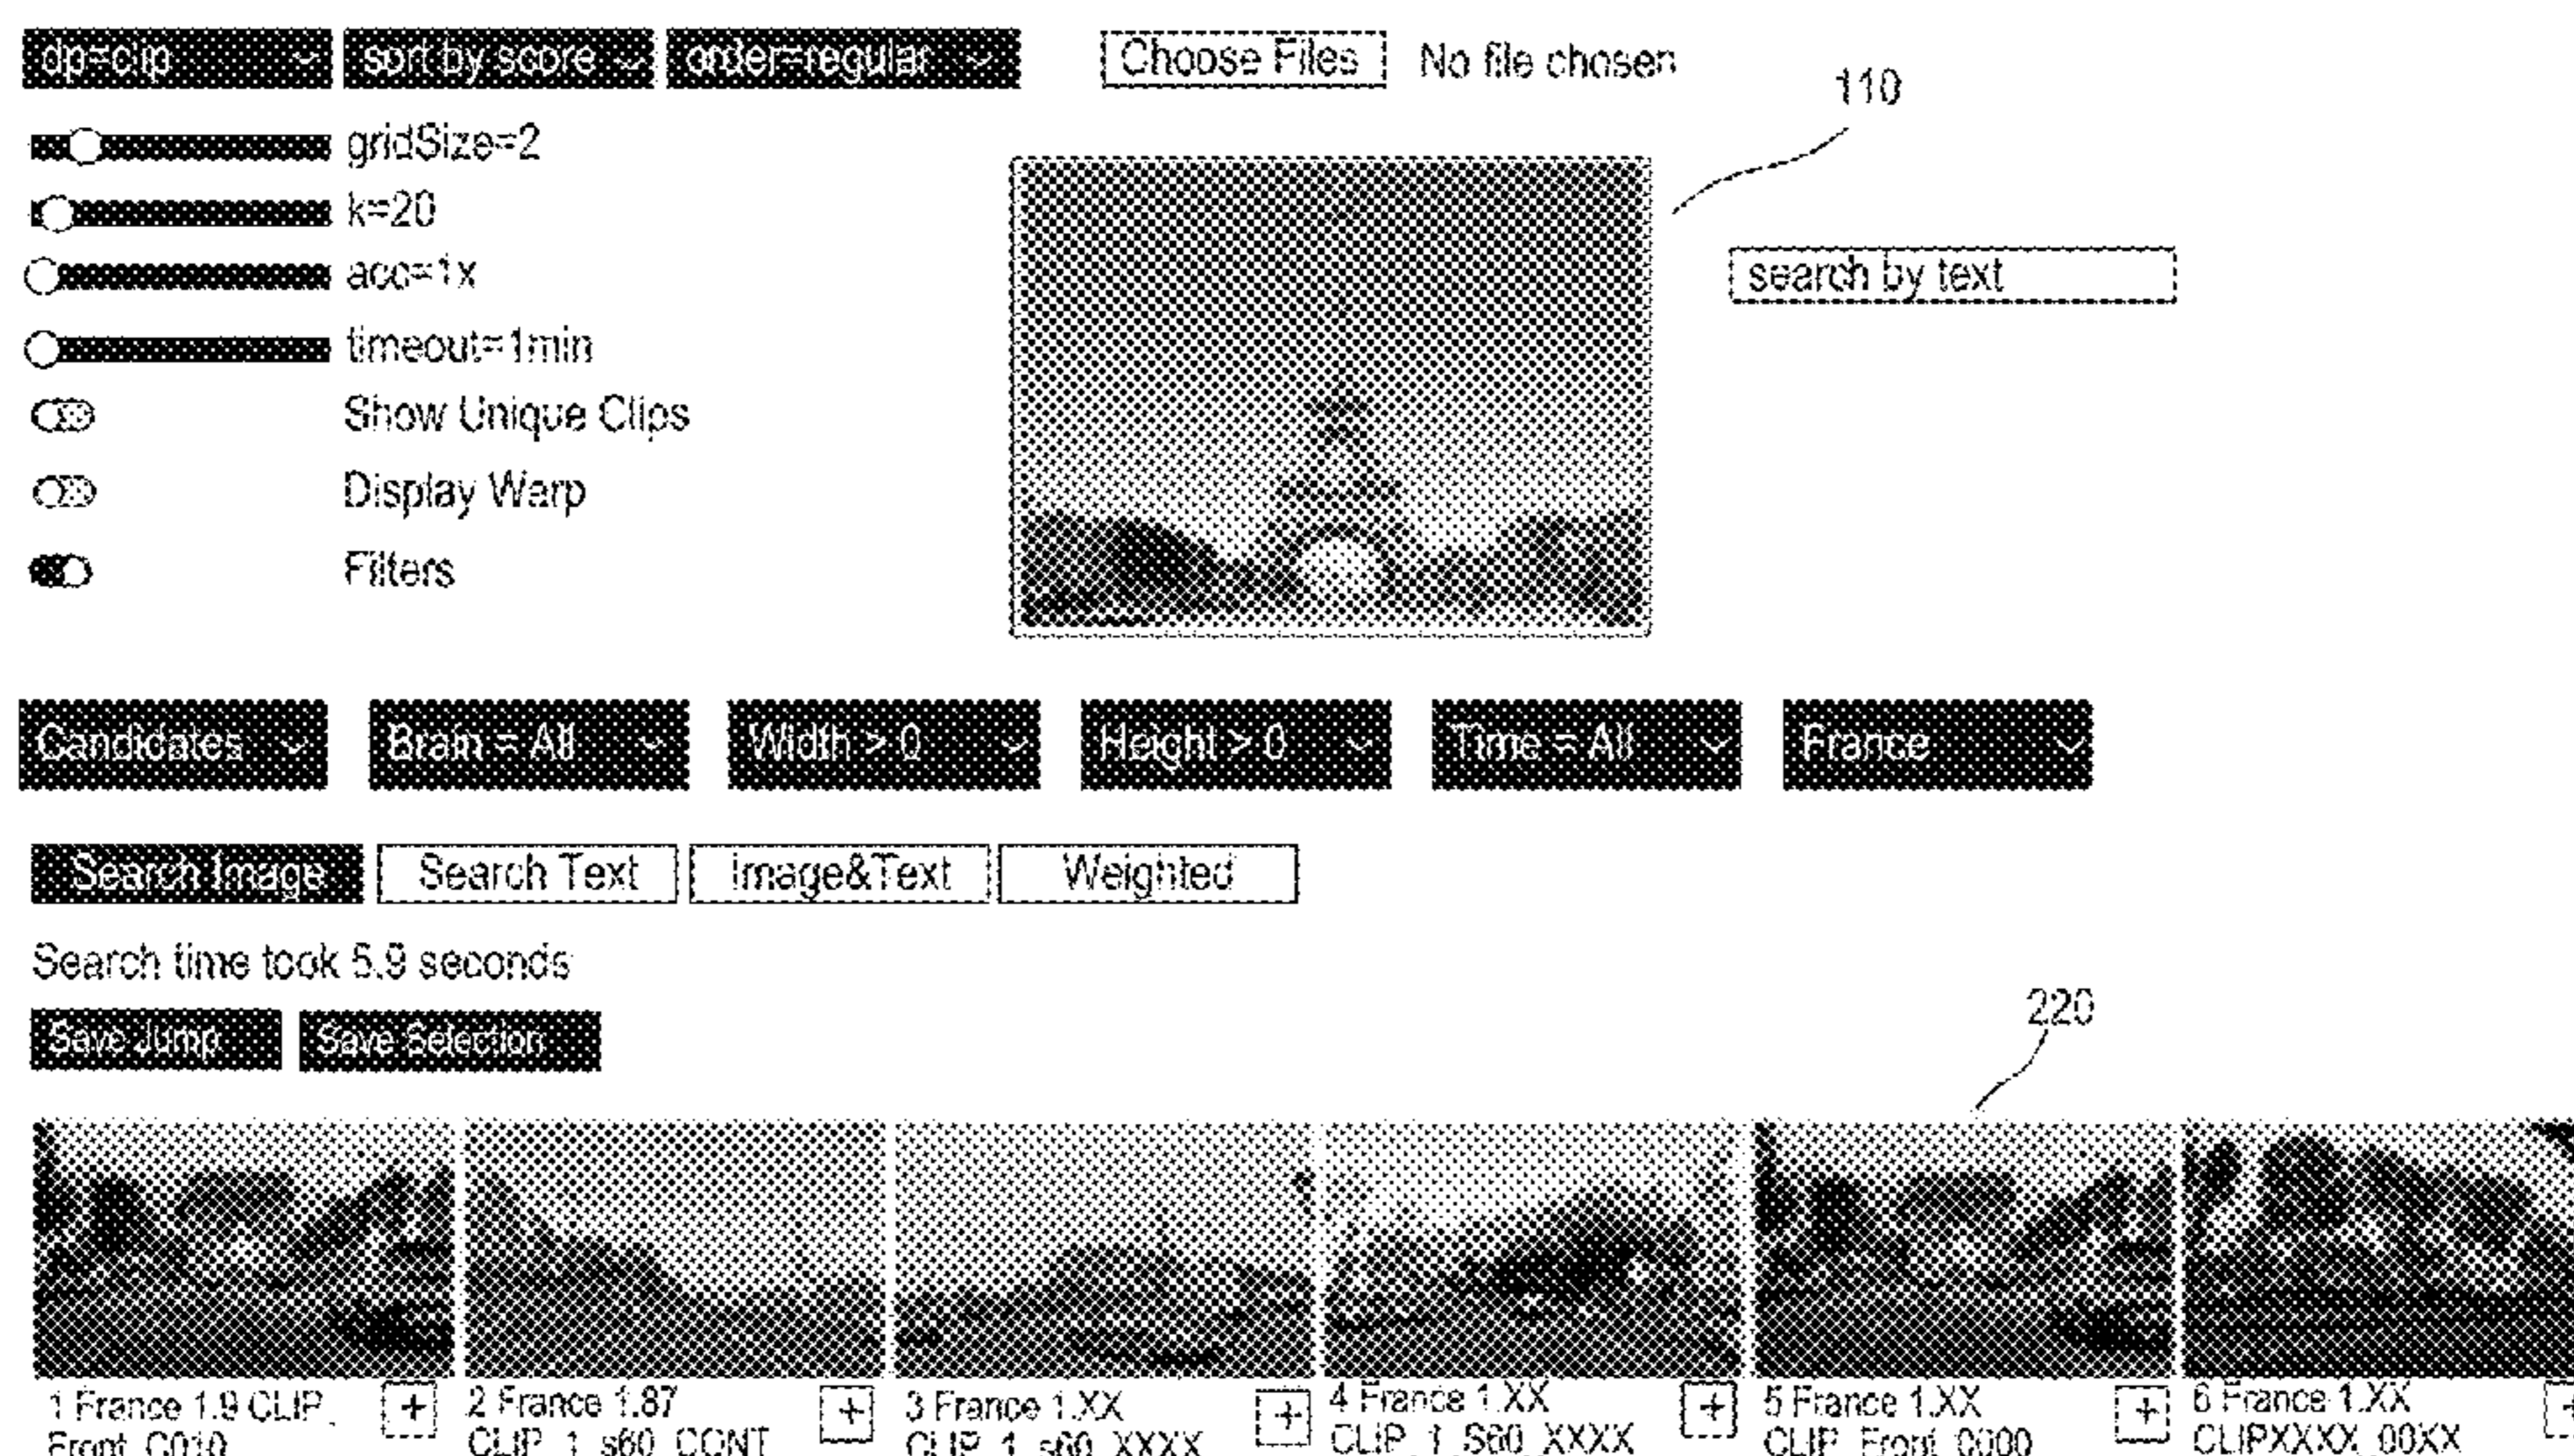 dp=clip
sort by score
order=regular
Choose Files
No file chosen
110
gridSize=2
k=20
acc=1x
search by text
timeout=1min
Show Unique Clips
Display Warp
Filters
Candidates
Brain = All
Width > 0
Height > 0
Time = All
France
Search Image
Search Text
Image&Text
Weighted
Search time took 5.9 seconds
220
Save Jump
Save Selection
1 France 1.9 CLIP_
Front_C010
2 France 1.87
CLIP_1_s60_CONT
3 France 1.XX
CLIP_1_s60_XXXX
4 France 1.XX
CLIP_1_S60_XXXX
5 France 1.XX
CLIP_Front_0000
6 France 1.XX
CLIPXXXX_00XX